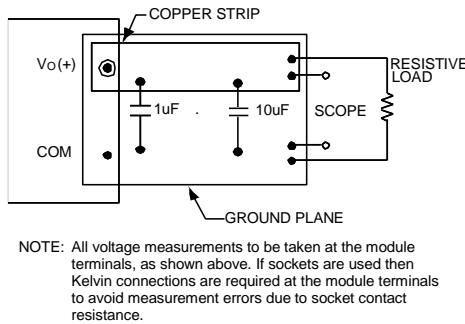 COPPER STRIP
VO(+)
RESISTIVE
LOAD
1uF .
10uF
SCOPE
COM
GROUND PLANE
NOTE: All voltage measurements to be taken at the module
terminals, as shown above. If sockets are used then
Kelvin connections are required at the module terminals
to avoid measurement errors due to socket contact
resistance.